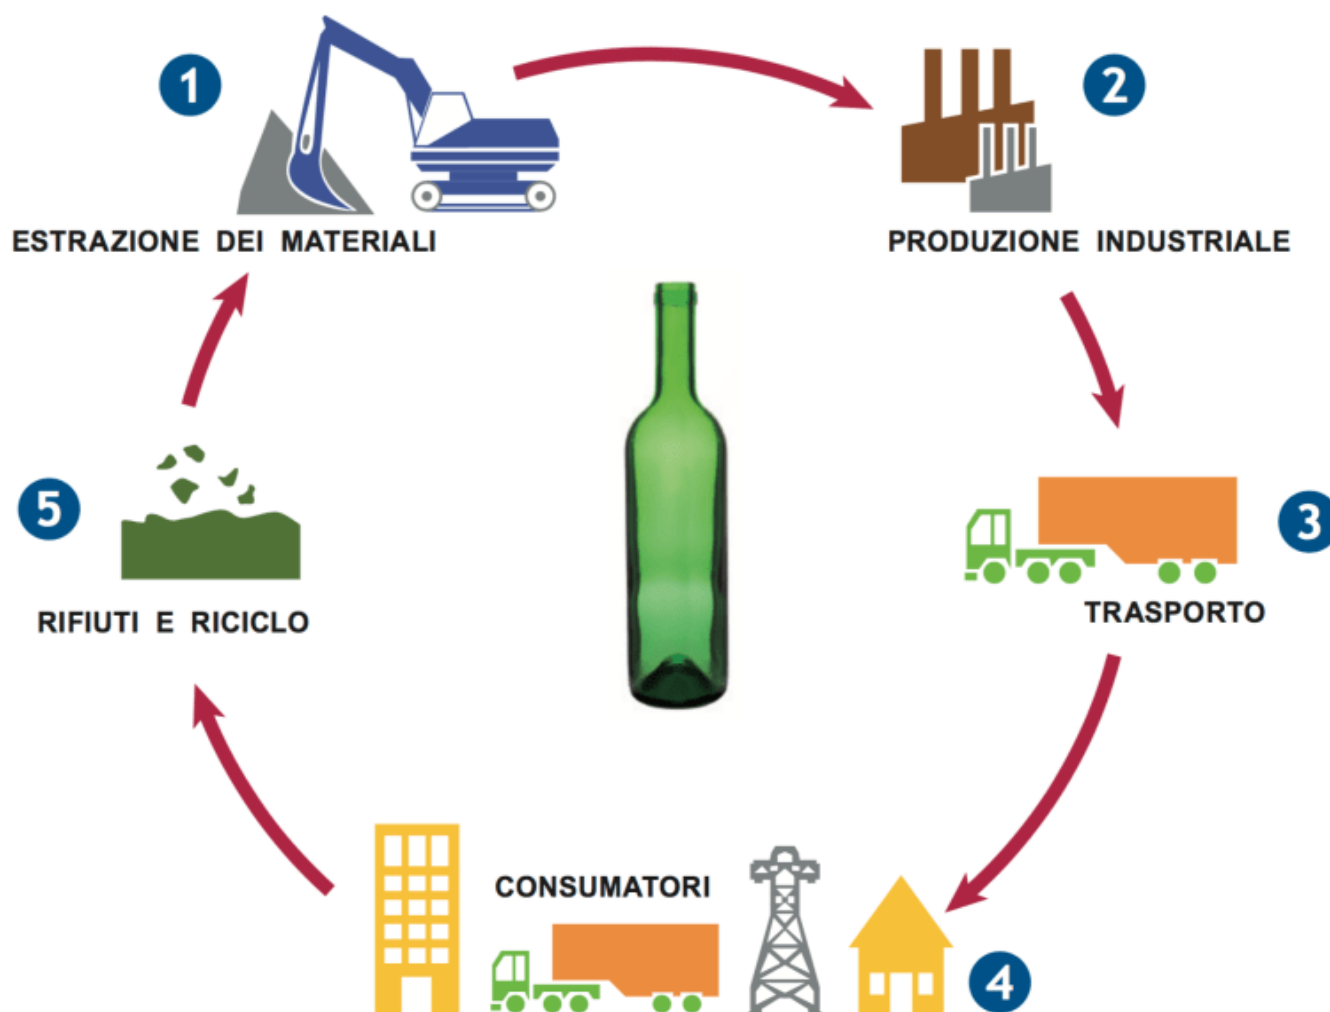 1
ESTRAZIONE DEI MATERIALI
2
PRODUZIONE INDUSTRIALE
3
TRASPORTO
CONSUMATORI
4
5
RIFIUTI E RICICLO